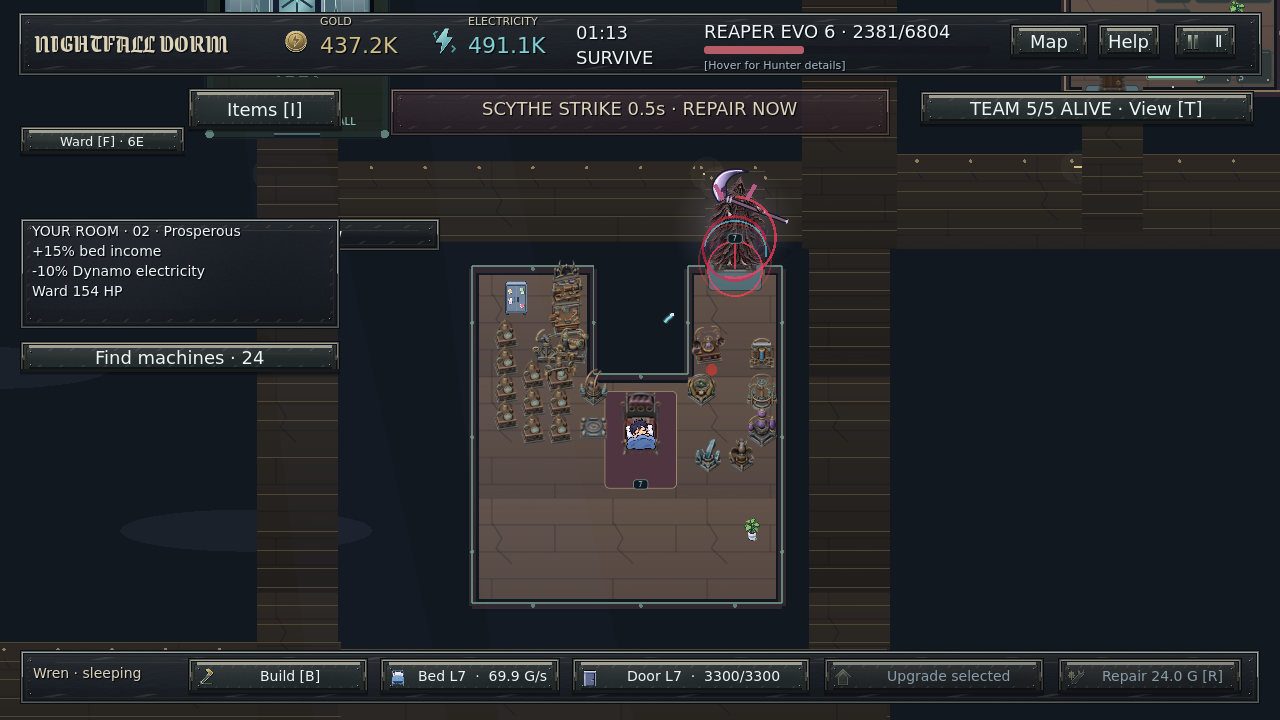 NIGHTFALL DORM
GOLD
437.2K
ELECTRICITY
491.1K
01:13
SURVIVE
REAPER EVO 6 · 2381/6804
[Hover for Hunter details]
Map
Help
II
Items [I]
SCYTHE STRIKE 0.5s · REPAIR NOW
TEAM 5/5 ALIVE · View [T]
Ward [F] · 6E
YOUR ROOM · 02 · Prosperous
+15% bed income
-10% Dynamo electricity
Ward 154 HP
Find machines · 24
7
7
Wren · sleeping
Build [B]
Bed L7 · 69.9 G/s
Door L7 · 3300/3300
Upgrade selected
Repair 24.0 G [R]